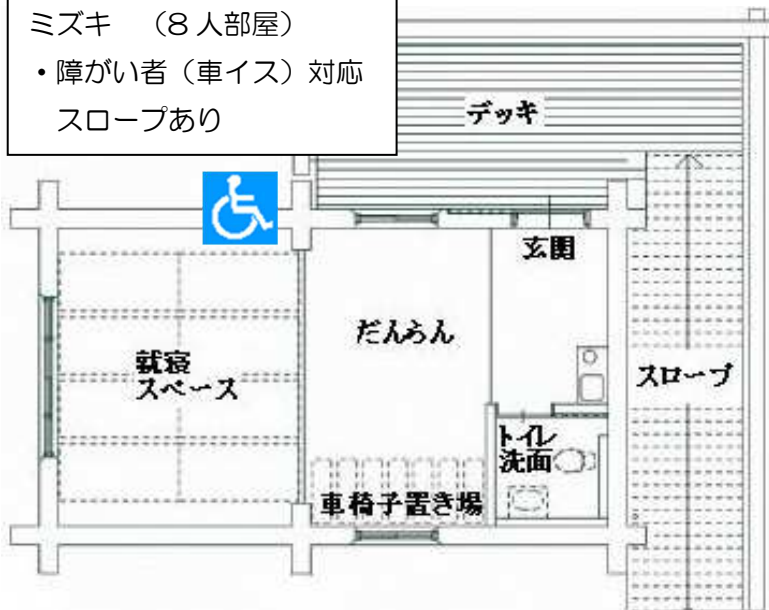 ミズキ　（8人部屋）
・障がい者（車イス）対応
スロープあり
デッキ
玄関
だんらん
就寝
スペース
スロープ
トイレ
洗面
車椅子置き場